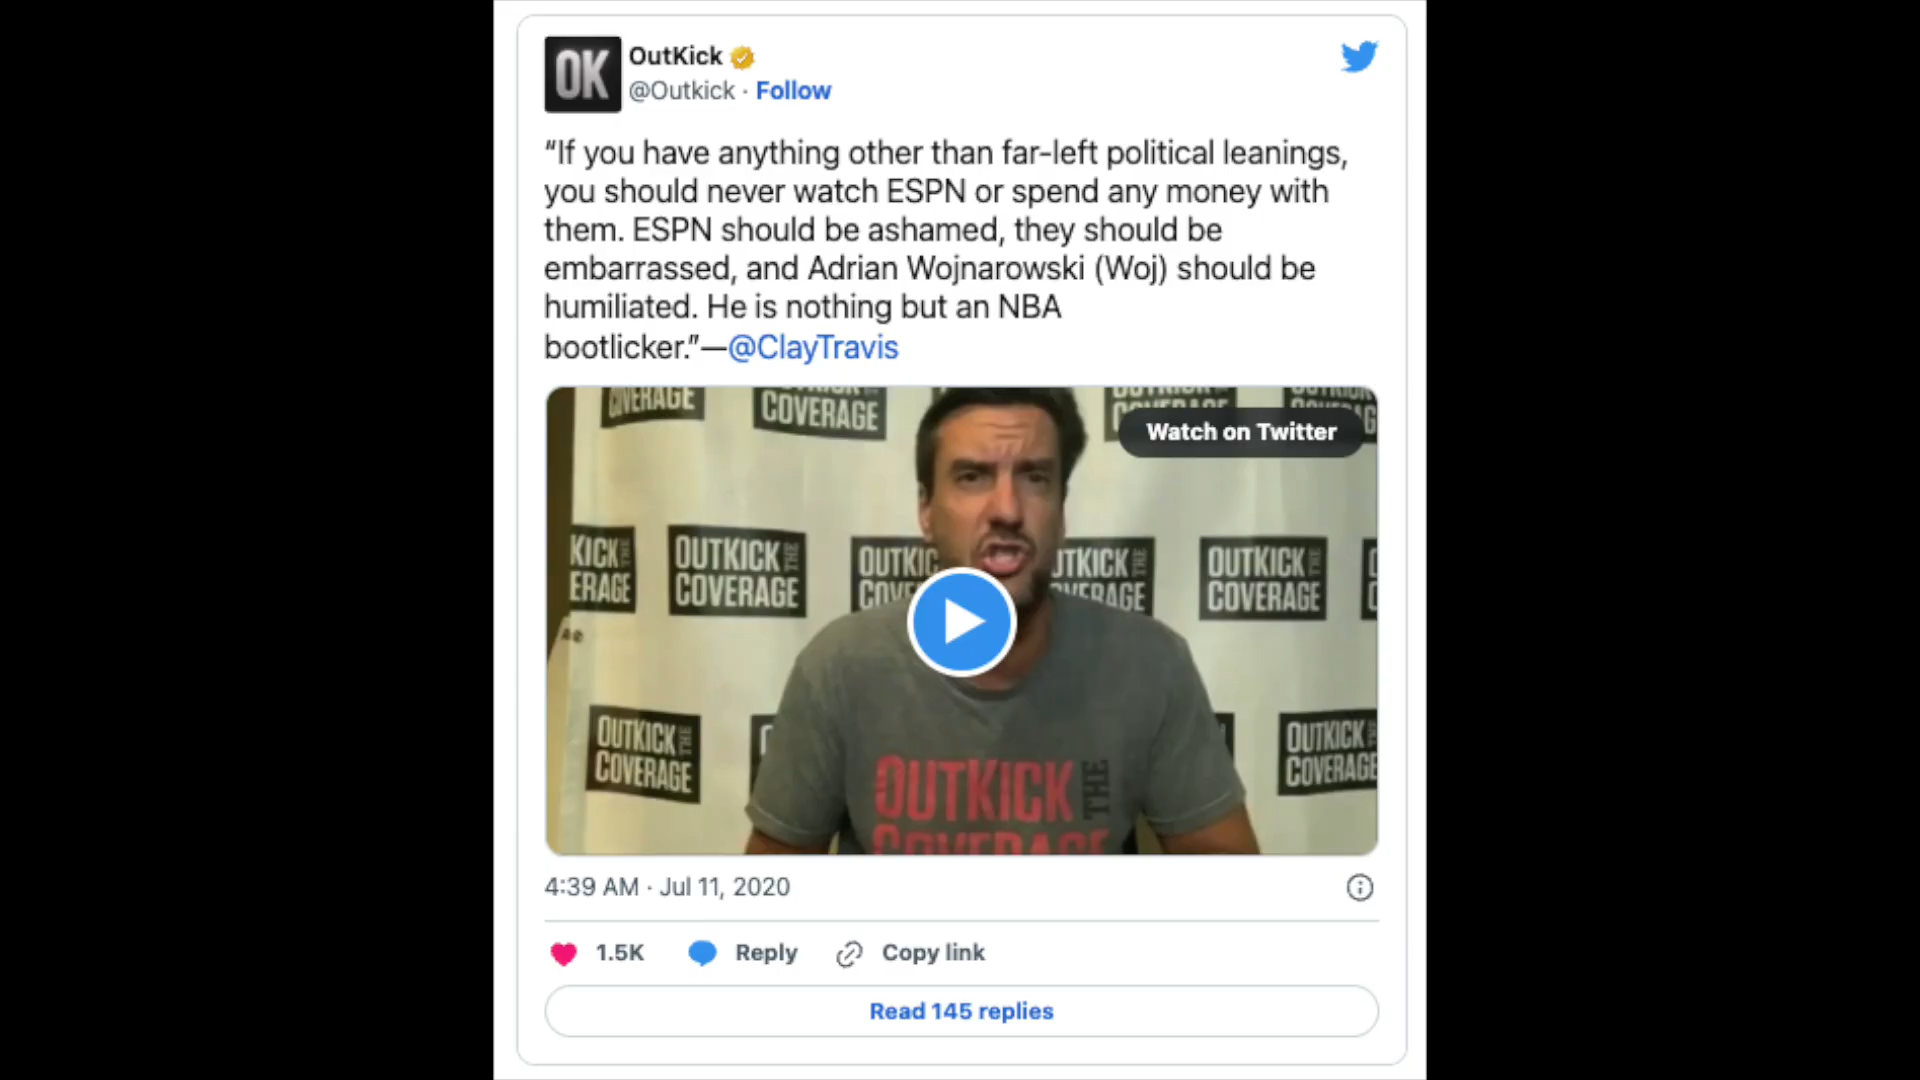 OK OutKick
@Outkick · Follow
“If you have anything other than far-left political leanings,
you should never watch ESPN or spend any money with
them. ESPN should be ashamed, they should be
embarrassed, and Adrian Wojnarowski (Woj) should be
humiliated. He is nothing but an NBA
bootlicker.”—@ClayTravis
COVERAGE
COVERAGE
Watch on Twitter
KICK THE
ERAGE
OUTKICK THE
COVERAGE
OUTKIC
COVE
UTKICK THE
OVERAGE
OUTKICK THE
COVERAGE
OUTKICK THE
COVERAGE
OUTKICK THE
COVERAGE
OUTKICK THE
COVERAGE
4:39 AM · Jul 11, 2020
1.5K Reply Copy link
Read 145 replies